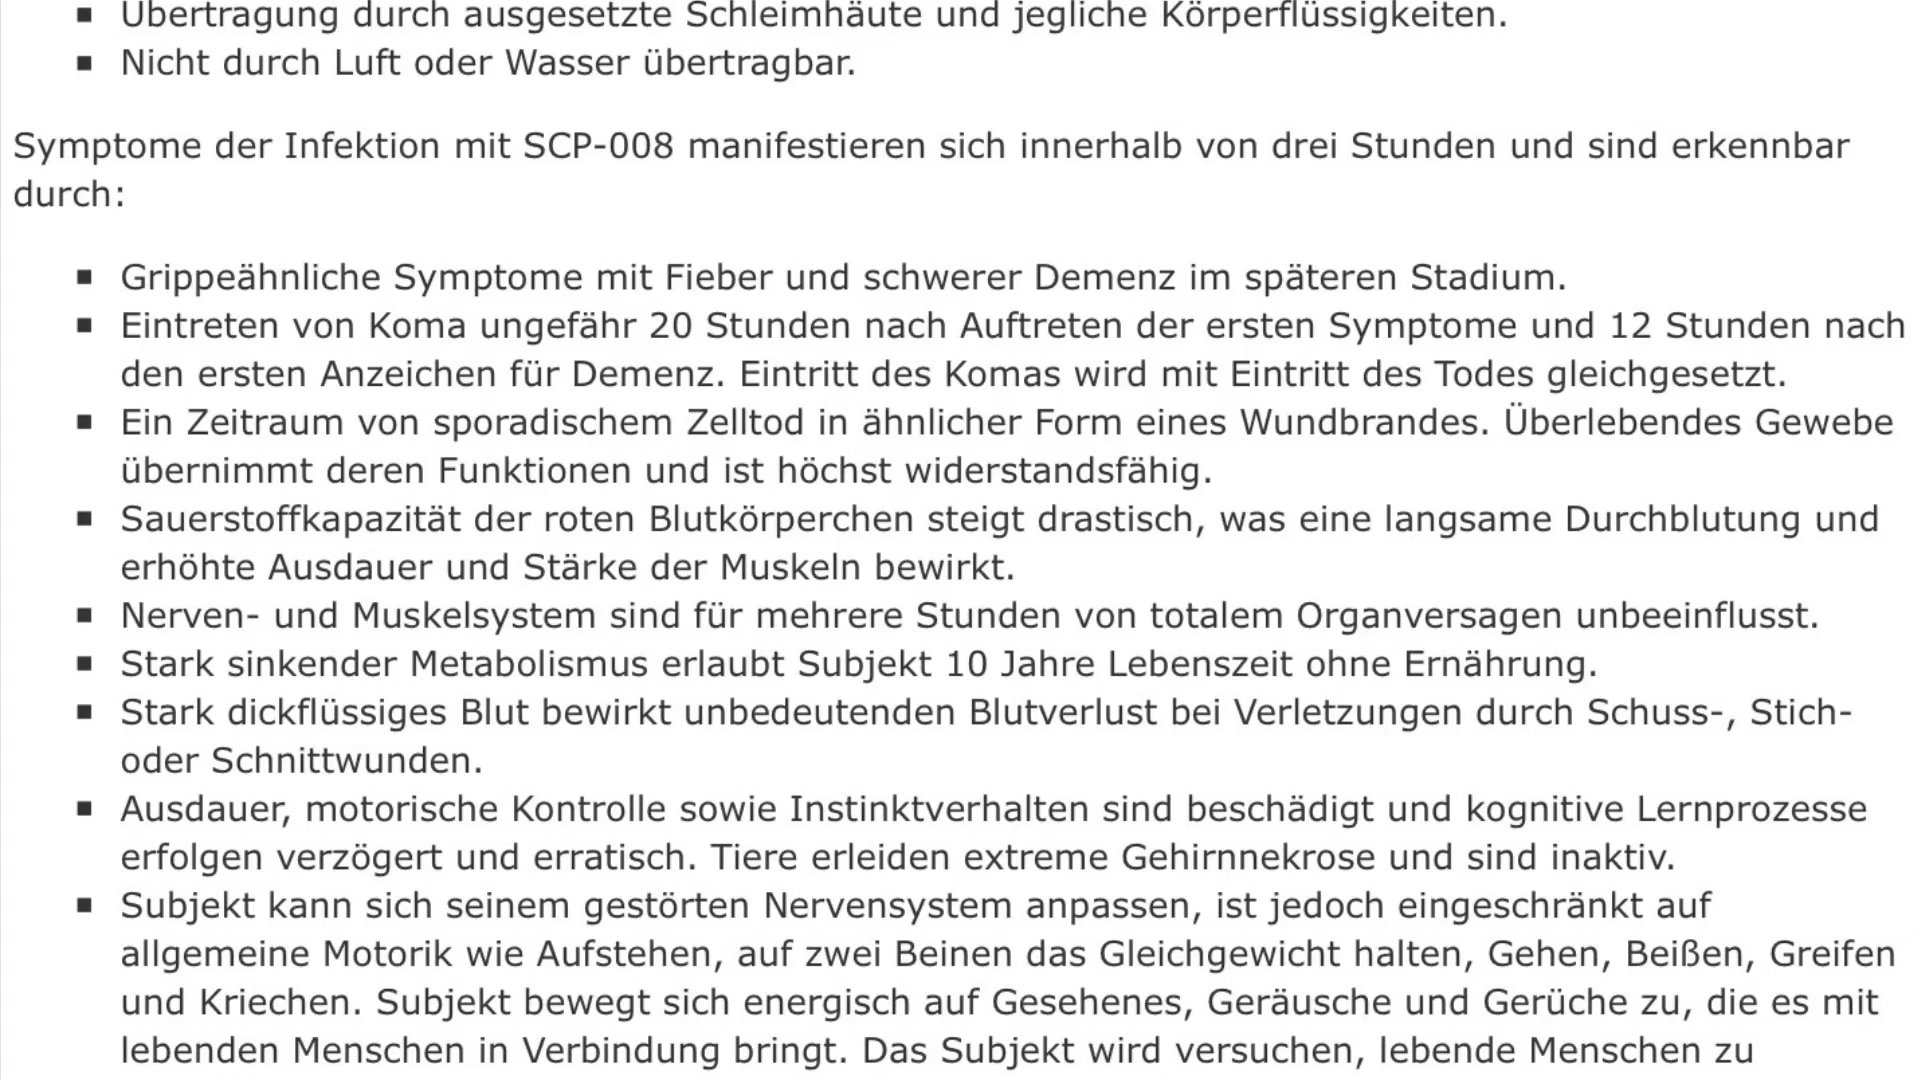 Übertragung durch ausgesetzte Schleimhäute und jegliche Körperflüssigkeiten.
Nicht durch Luft oder Wasser übertragbar.
Symptome der Infektion mit SCP-008 manifestieren sich innerhalb von drei Stunden und sind erkennbar
durch:
Grippeähnliche Symptome mit Fieber und schwerer Demenz im späteren Stadium.
Eintreten von Koma ungefähr 20 Stunden nach Auftreten der ersten Symptome und 12 Stunden nach
den ersten Anzeichen für Demenz. Eintritt des Komas wird mit Eintritt des Todes gleichgesetzt.
Ein Zeitraum von sporadischem Zelltod in ähnlicher Form eines Wundbrandes. Überlebendes Gewebe
übernimmt deren Funktionen und ist höchst widerstandsfähig.
Sauerstoffkapazität der roten Blutkörperchen steigt drastisch, was eine langsame Durchblutung und
erhöhte Ausdauer und Stärke der Muskeln bewirkt.
Nerven- und Muskelsystem sind für mehrere Stunden von totalem Organversagen unbeeinflusst.
Stark sinkender Metabolismus erlaubt Subjekt 10 Jahre Lebenszeit ohne Ernährung.
Stark dickflüssiges Blut bewirkt unbedeutenden Blutverlust bei Verletzungen durch Schuss-, Stich-
oder Schnittwunden.
Ausdauer, motorische Kontrolle sowie Instinktverhalten sind beschädigt und kognitive Lernprozesse
erfolgen verzögert und erratisch. Tiere erleiden extreme Gehirnnekrose und sind inaktiv.
Subjekt kann sich seinem gestörten Nervensystem anpassen, ist jedoch eingeschränkt auf
allgemeine Motorik wie Aufstehen, auf zwei Beinen das Gleichgewicht halten, Gehen, Beißen, Greifen
und Kriechen. Subjekt bewegt sich energisch auf Gesehenes, Geräusche und Gerüche zu, die es mit
lebenden Menschen in Verbindung bringt. Das Subjekt wird versuchen, lebende Menschen zu